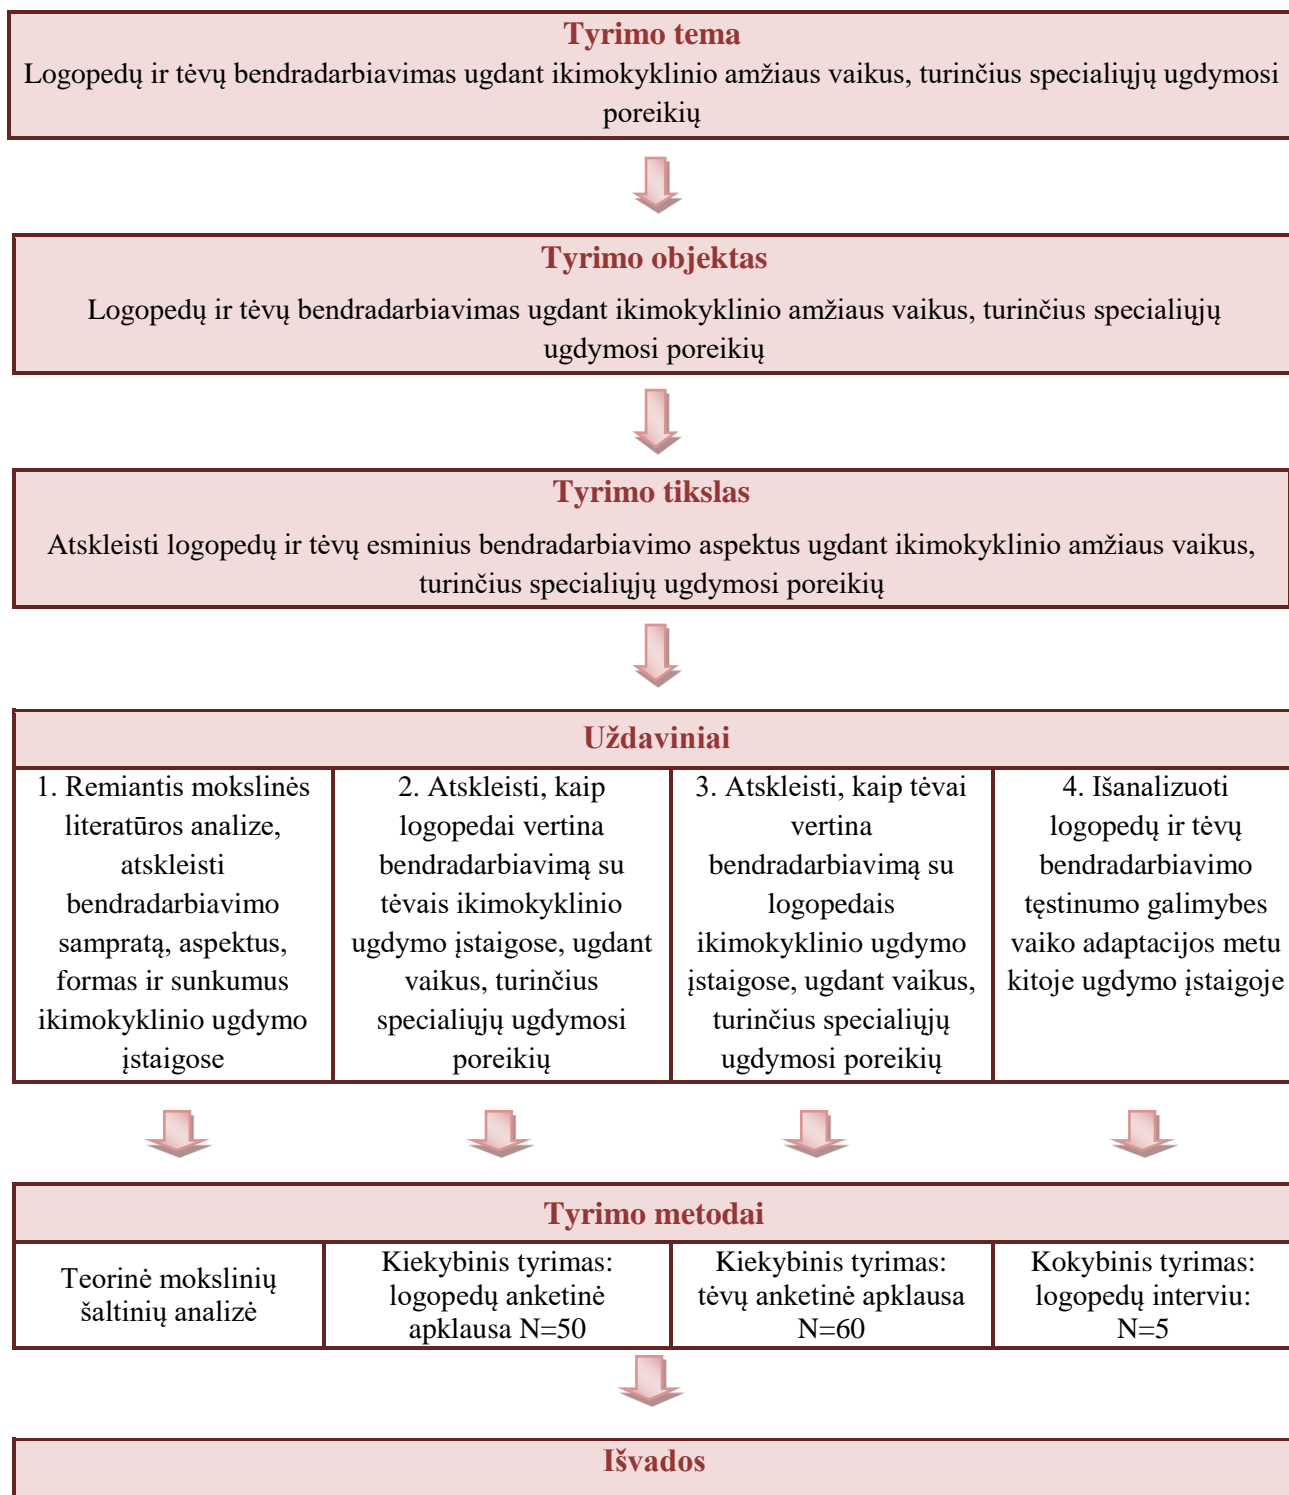 Tyrimo tema
Logopedų ir tėvų bendradarbiavimas ugdant ikimokyklinio amžiaus vaikus, turinčius specialiųjų ugdymosi
poreikių
Tyrimo objektas
Logopedų ir tėvų bendradarbiavimas ugdant ikimokyklinio amžiaus vaikus, turinčius specialiųjų
ugdymosi poreikių
Tyrimo tikslas
Atskleisti logopedų ir tėvų esminius bendradarbiavimo aspektus ugdant ikimokyklinio amžiaus vaikus,
turinčius specialiųjų ugdymosi poreikių
Uždaviniai
1. Remiantis mokslinės
literatūros analize,
atskleisti
bendradarbiavimo
sampratą, aspektus,
formas ir sunkumus
ikimokyklinio ugdymo
įstaigose
2. Atskleisti, kaip
logopedai vertina
bendradarbiavimą su
tėvais ikimokyklinio
ugdymo įstaigose, ugdant
vaikus, turinčius
specialiųjų ugdymosi
poreikių
3. Atskleisti, kaip tėvai
vertina
bendradarbiavimą su
logopedais
ikimokyklinio ugdymo
įstaigose, ugdant vaikus,
turinčius specialiųjų
ugdymosi poreikių
4. Išanalizuoti
logopedų ir tėvų
bendradarbiavimo
tęstinumo galimybes
vaiko adaptacijos metu
kitoje ugdymo įstaigoje
Tyrimo metodai
Teorinė mokslinių
šaltinių analizė
Kiekybinis tyrimas:
logopedų anketinė
apklausa N=50
Kiekybinis tyrimas:
tėvų anketinė apklausa
N=60
Kokybinis tyrimas:
logopedų interviu:
N=5
Išvados